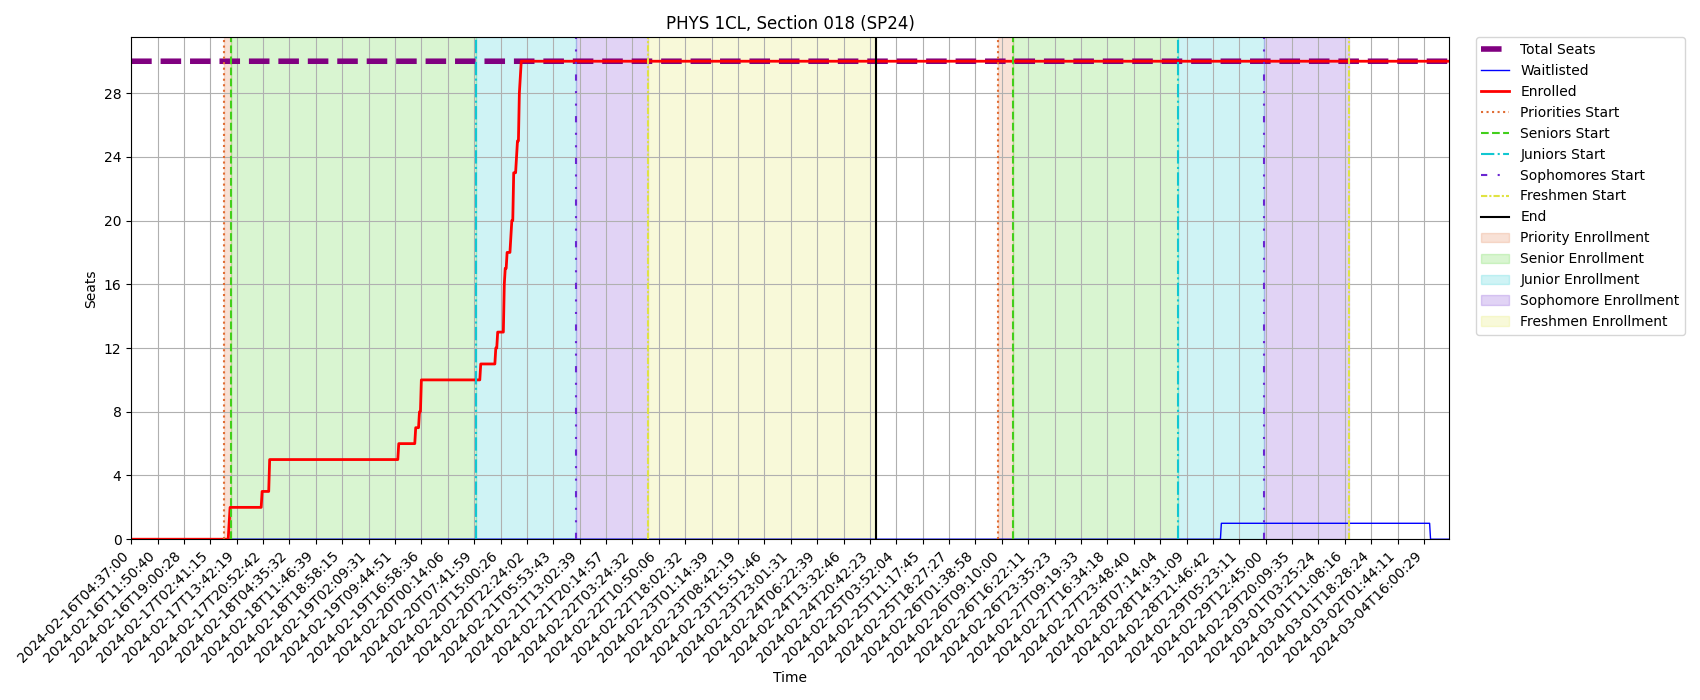 PHYS 1CL, Section 018 (SP24)
Seats
28
24
20
16
12
8
4
0
2024-02-16T04:37:00
2024-02-16T11:50:40
2024-02-16T19:00:28
2024-02-17T02:41:15
2024-02-17T13:42:19
2024-02-17T20:52:42
2024-02-18T04:35:32
2024-02-18T11:46:39
2024-02-18T18:58:15
2024-02-19T02:09:31
2024-02-19T09:44:51
2024-02-19T16:58:36
2024-02-20T00:14:06
2024-02-20T07:41:59
2024-02-20T15:00:26
2024-02-20T22:24:02
2024-02-21T05:53:43
2024-02-21T13:02:39
2024-02-21T20:14:57
2024-02-22T03:24:32
2024-02-22T10:50:06
2024-02-22T18:02:32
2024-02-23T01:14:39
2024-02-23T08:42:19
2024-02-23T15:51:46
2024-02-23T23:01:31
2024-02-24T06:22:39
2024-02-24T13:32:46
2024-02-24T20:42:23
2024-02-25T03:52:04
2024-02-25T11:17:45
2024-02-25T18:27:27
2024-02-26T01:38:58
2024-02-26T09:10:00
2024-02-26T16:22:11
2024-02-26T23:35:23
2024-02-27T09:19:33
2024-02-27T16:34:18
2024-02-27T23:48:40
2024-02-28T07:14:04
2024-02-28T14:31:09
2024-02-28T21:46:42
2024-02-29T05:23:11
2024-02-29T12:45:00
2024-02-29T20:09:35
2024-03-01T03:25:24
2024-03-01T11:08:16
2024-03-01T18:28:24
2024-03-02T01:44:11
2024-03-04T16:00:29
Time
Total Seats
Waitlisted
Enrolled
Priorities Start
Seniors Start
Juniors Start
Sophomores Start
Freshmen Start
End
Priority Enrollment
Senior Enrollment
Junior Enrollment
Sophomore Enrollment
Freshmen Enrollment